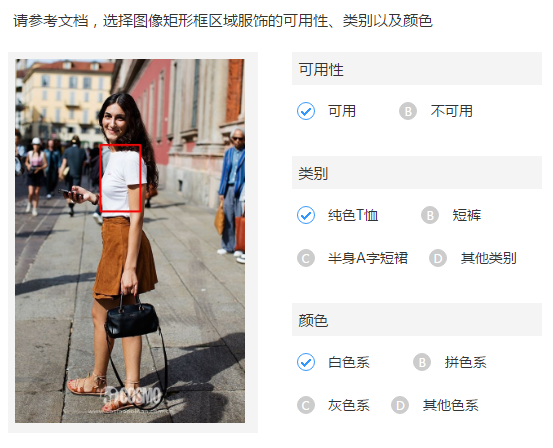 请参考文档，选择图像矩形框区域服饰的可用性、类别以及颜色
可用性
可用 B 不可用
类别
纯色T恤 B 短裤
C 半身A字短裙 D 其他类别
颜色
白色系 B 拼色系
C 灰色系 D 其他色系
COSMO